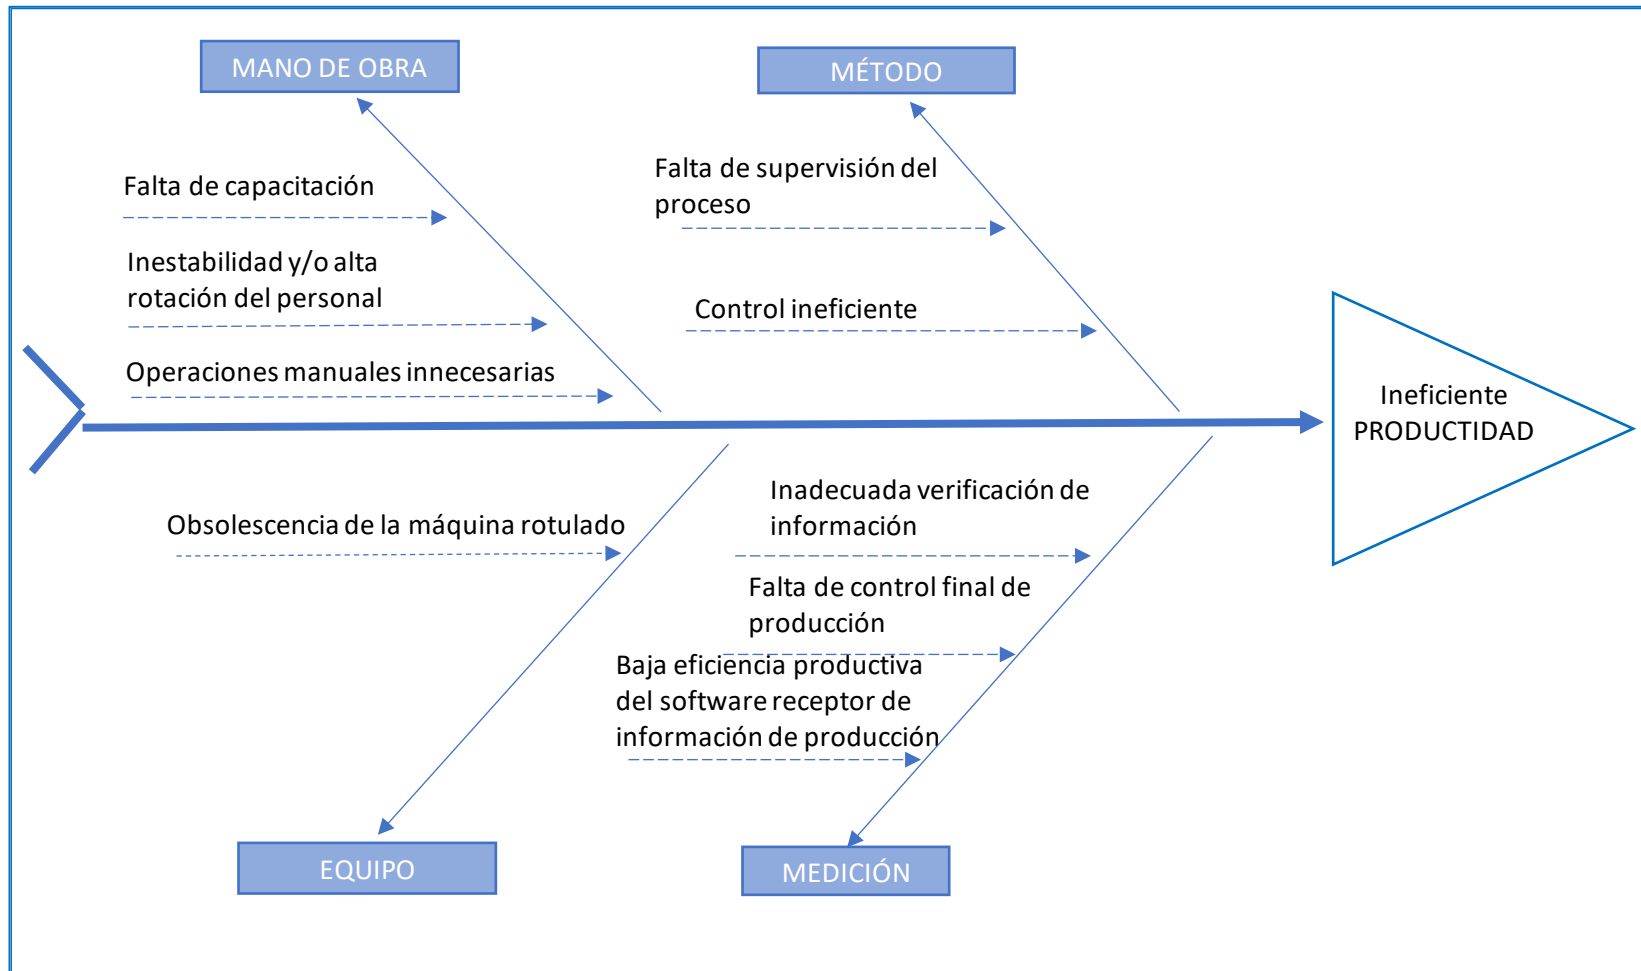 MANO DE OBRA
MÉTODO
Falta de capacitación
Inestabilidad y/o alta
rotación del personal
Operaciones manuales innecesarias
Falta de supervisión del
proceso
Control ineficiente
Ineficiente
PRODUCTIDAD
Obsolescencia de la máquina rotulado
Inadecuada verificación de
información
Falta de control final de
producción
Baja eficiencia productiva
del software receptor de
información de producción
EQUIPO
MEDICIÓN